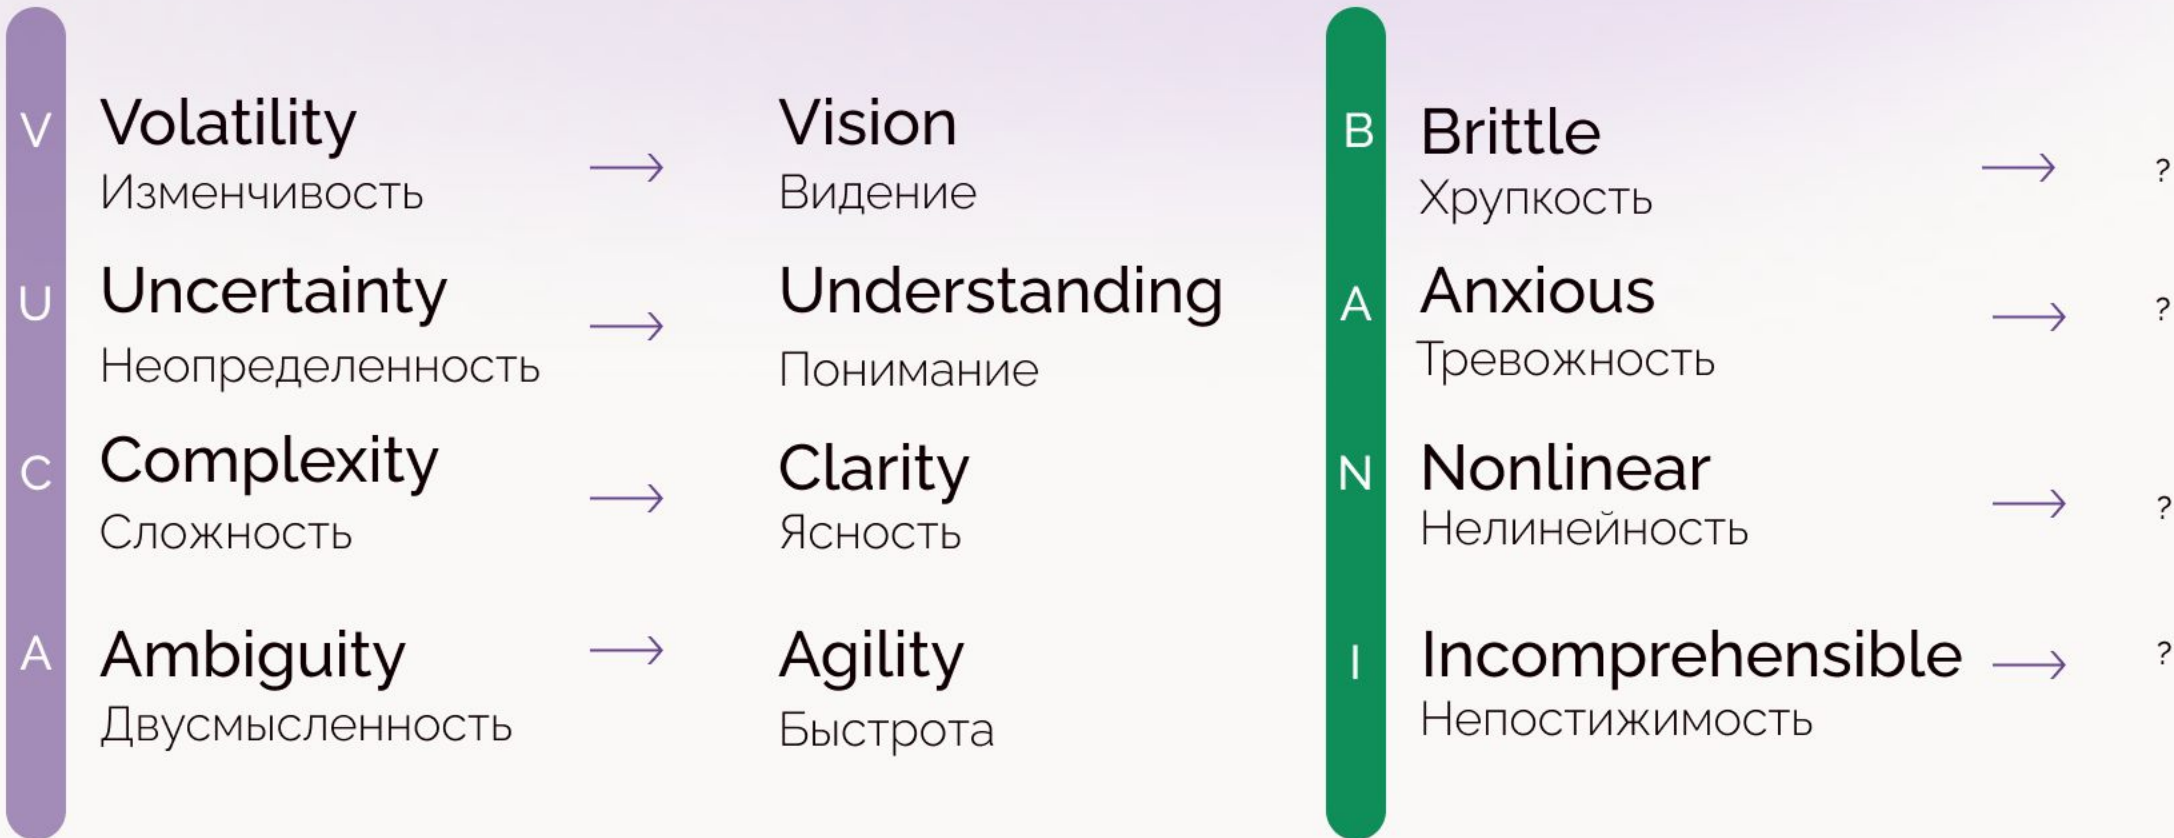 V
Volatility
Изменчивость
→
Vision
Видение
U
Uncertainty
Неопределенность
→
Understanding
Понимание
C
Complexity
Сложность
→
Clarity
Ясность
A
Ambiguity
Двусмысленность
→
Agility
Быстрота
B
Brittle
Хрупкость
→
?
A
Anxious
Тревожность
→
?
N
Nonlinear
Нелинейность
→
?
I
Incomprehensible
Непостижимость
→
?